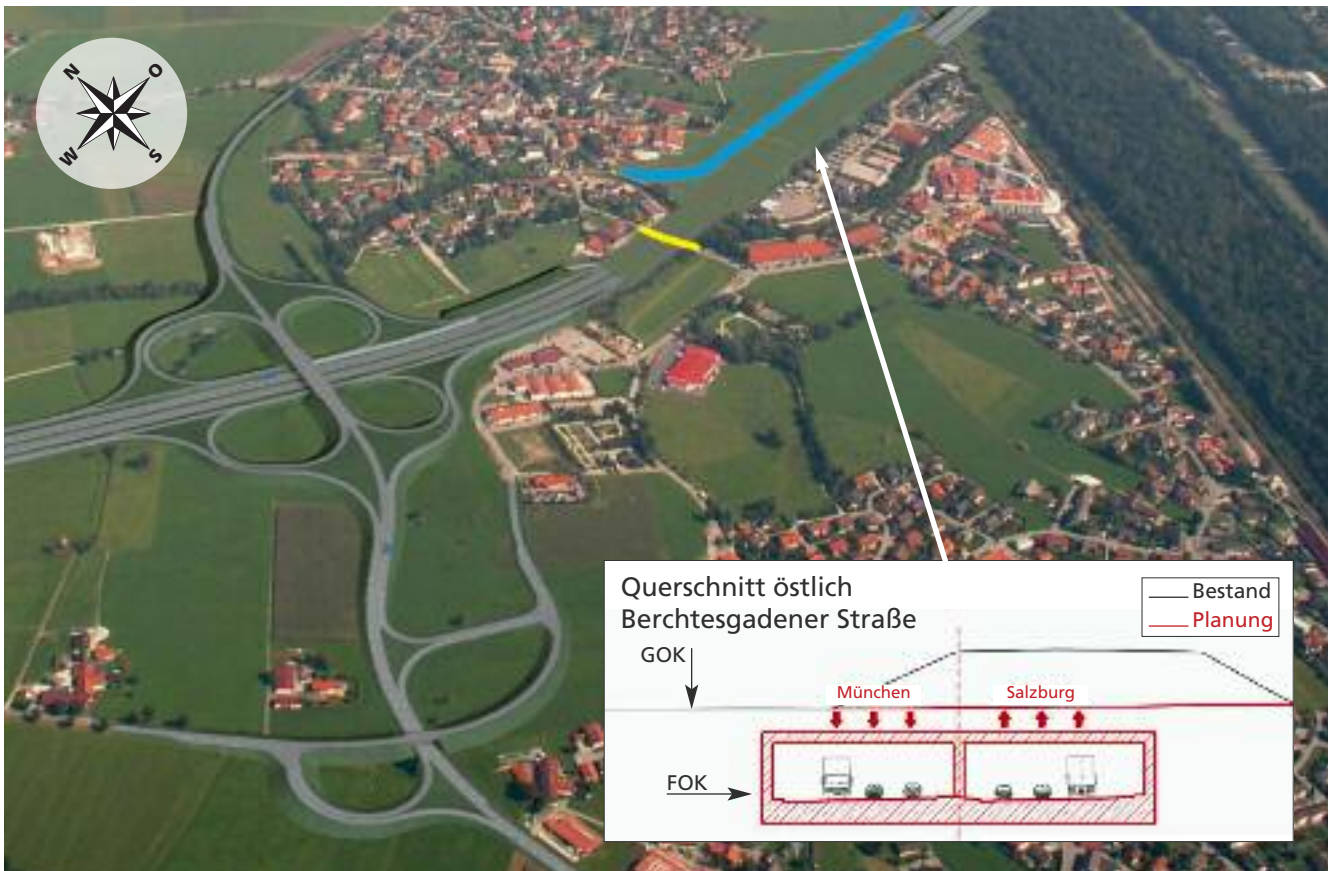 N
O
W
S
Querschnitt östlich
Berchtesgadener Straße
Bestand
Planung
GOK
München
Salzburg
FOK